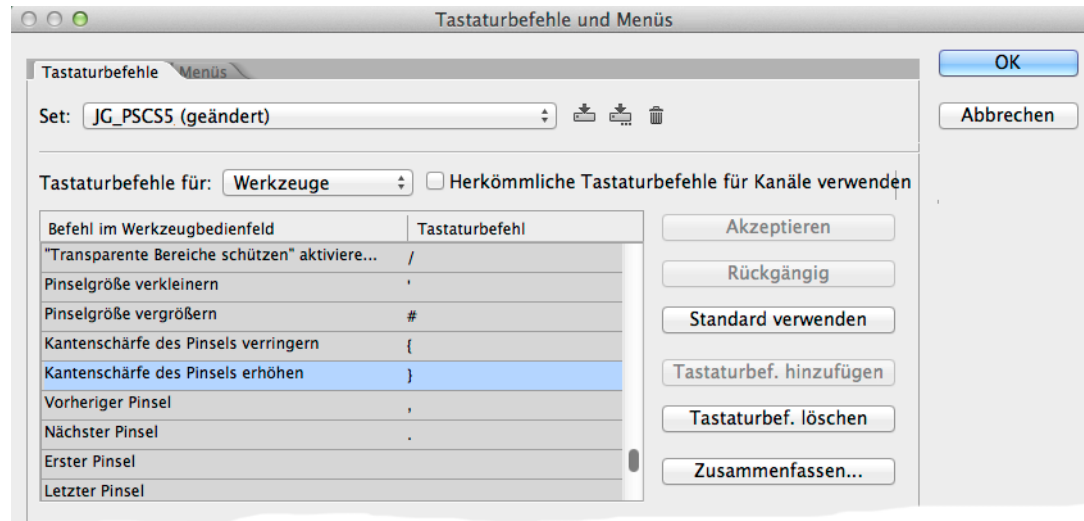 Tastaturbefehle und Menüs
Tastaturbefehle Menüs
OK
Set: JG_PSCS5 (geändert)
Abbrechen
Tastaturbefehle für: Werkzeuge Herkömmliche Tastaturbefehle für Kanäle verwenden
Befehl im Werkzeugbedienfeld Tastaturbefehl
Akzeptieren
"Transparente Bereiche schützen" aktiviere... /
Pinselgröße verkleinern '
Rückgängig
Pinselgröße vergrößern #
Standard verwenden
Kantenschärfe des Pinsels verringern {
Kantenschärfe des Pinsels erhöhen }
Tastaturbef. hinzufügen
Vorheriger Pinsel ,
Tastaturbef. löschen
Nächster Pinsel .
Erster Pinsel
Zusammenfassen...
Letzter Pinsel